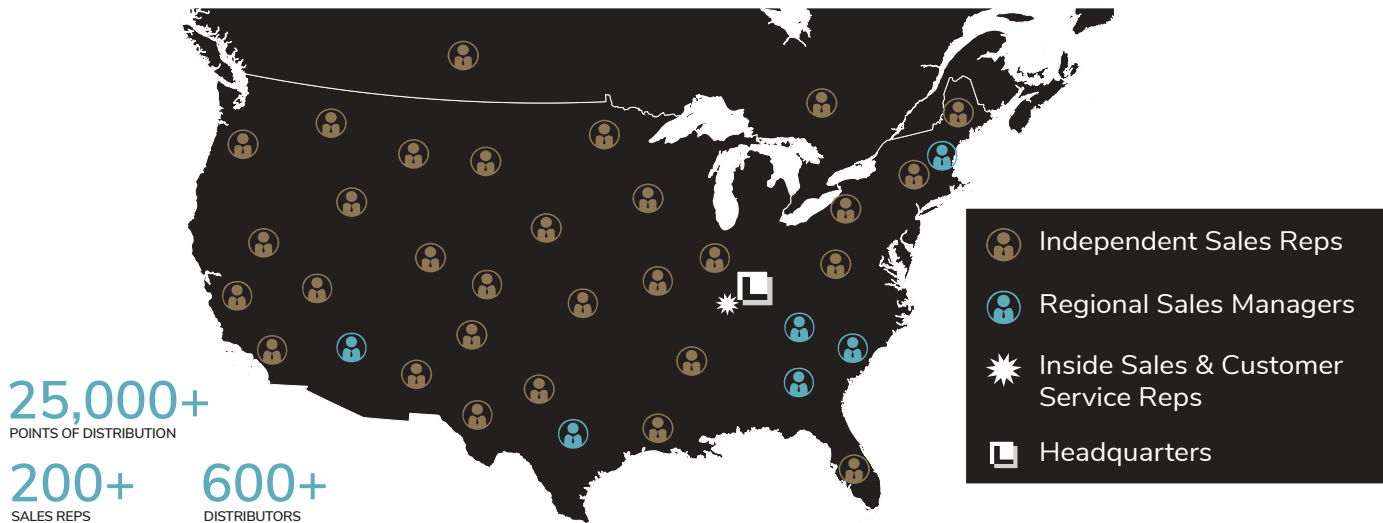 Independent Sales Reps
Regional Sales Managers
Inside Sales & Customer
Service Reps
Headquarters
25,000+
POINTS OF DISTRIBUTION
200+
SALES REPS
600+
DISTRIBUTORS